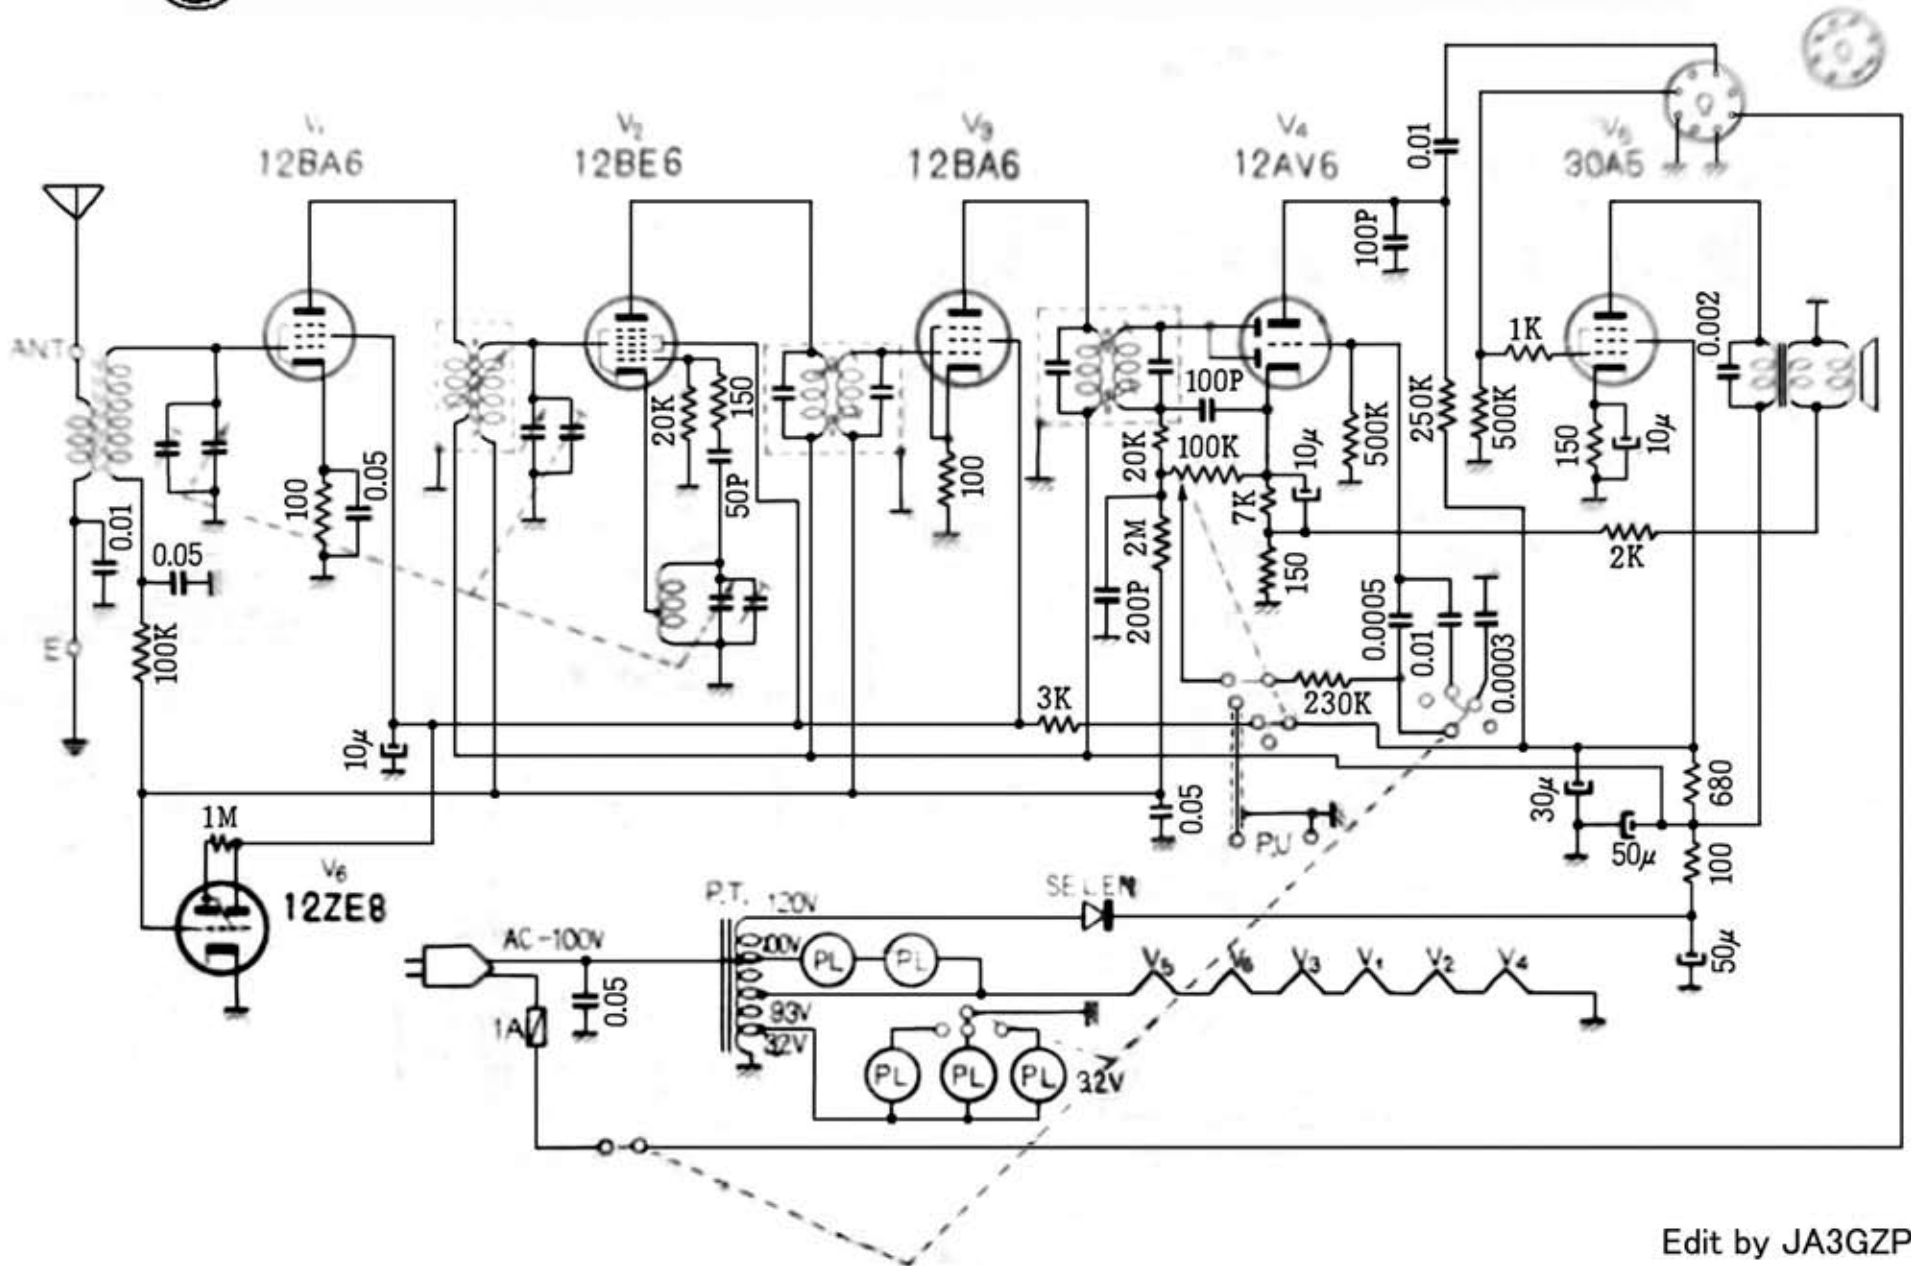 V1
12BA6
V2
12BE6
V3
12BA6
V4
12AV6
V5
30A5
0.01
100P
ANT
E
0.01
0.05
100K
100
0.05
20K
150
50P
100
100P
20K
100K
10μ
7K
2M
200P
150
500K
250K
500K
1K
150
10μ
0.002
2K
0.0005
0.01
0.0003
230K
3K
10μ
0.05
P.U
30μ
50μ
680
100
50μ
1M
V6
12ZE8
AC-100V
1A
0.05
P.T.
120V
100V
93V
32V
SELEN
PL
PL
PL
PL
PL
32V
V5
V6
V3
V1
V2
V4
Edit by JA3GZP